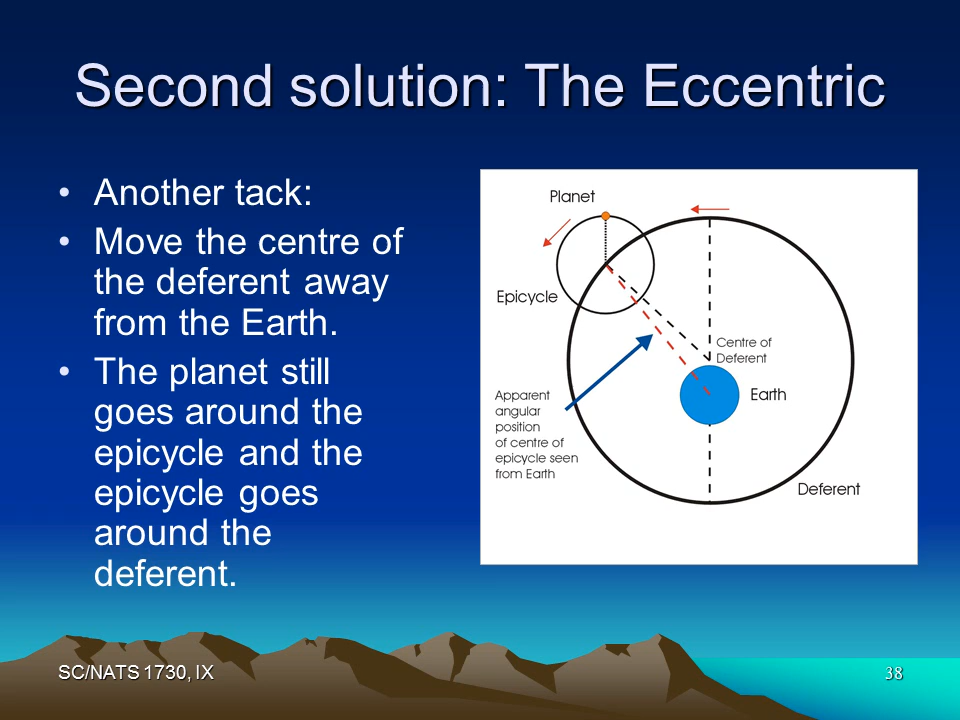 Second solution: The Eccentric
• Another tack:
• Move the centre of
the deferent away
from the Earth.
• The planet still
goes around the
epicycle and the
epicycle goes
around the
deferent.
Planet
Epicycle
Centre of
Deferent
Earth
Apparent
angular
position
of centre of
epicycle seen
from Earth
Deferent
SC/NATS 1730, IX
38